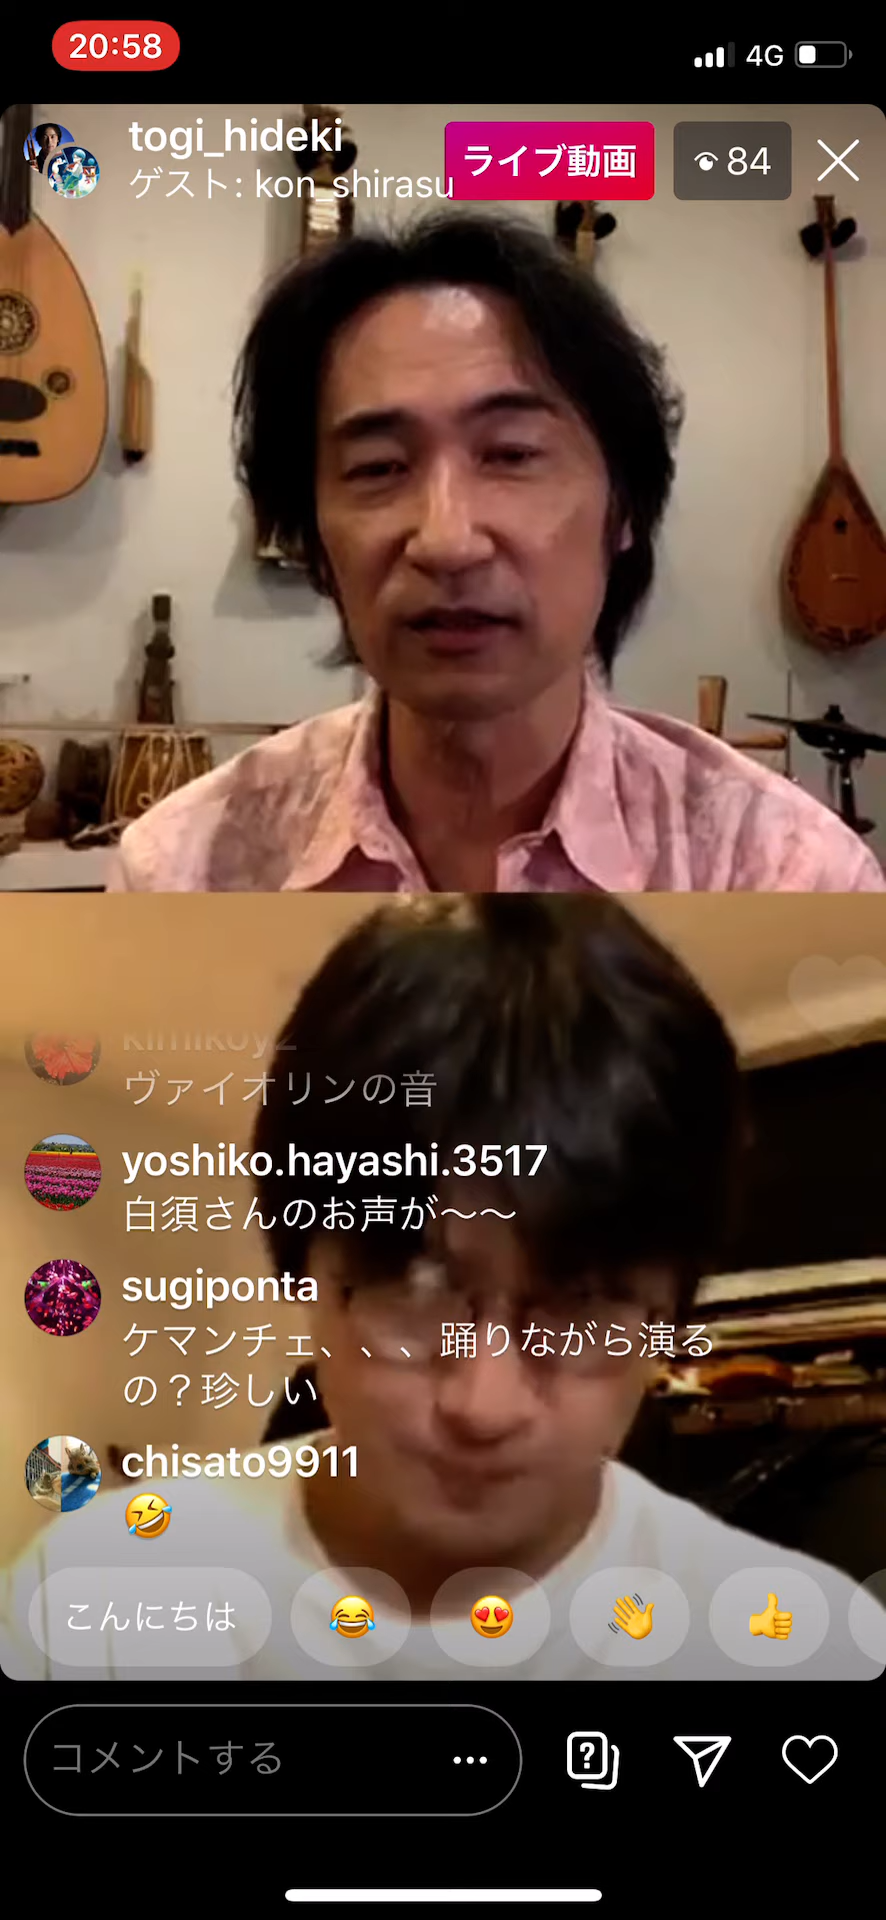 20:58
4G
togi_hideki
ゲスト: kon_shirasu
ライブ動画
84
kimikoy2
ヴァイオリンの音
yoshiko.hayashi.3517
白須さんのお声が〜〜
sugiponta
ケマンチェ、、、踊りながら演る
の？珍しい
chisato9911
🤣
こんにちは
😂
😍
👋
👍
コメントする